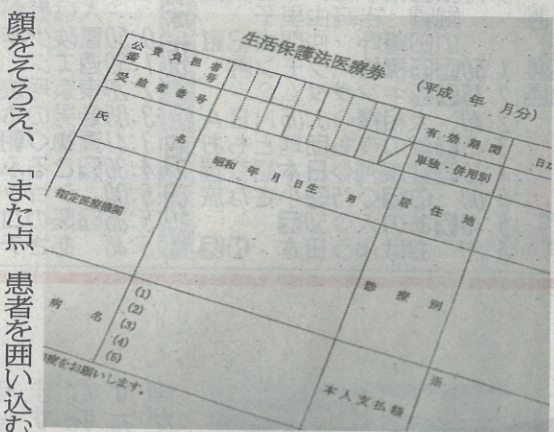 顔をそろえ、「また点
患者を囲い込む
生活保護法医療券
(平成 年 月分)
公費負担者番号
有効期間
受給者番号
単独・併用別
氏 名
昭和 年 月 日生 男
居住地
指定医療機関
診療別
病名
(1)
(2)
(3)
(4)
(5)
本人支払額
をお願いします。